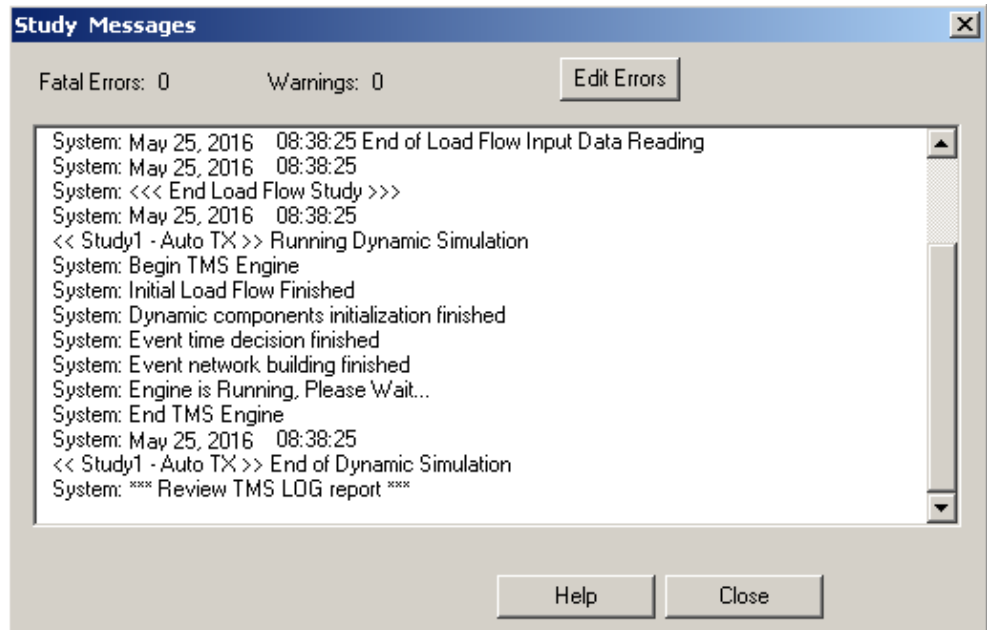 Study Messages
Fatal Errors: 0 Warnings: 0 Edit Errors
System: May 25, 2016 08:38:25 End of Load Flow Input Data Reading
System: May 25, 2016 08:38:25
System: <<< End Load Flow Study >>>
System: May 25, 2016 08:38:25
<< Study1 - Auto TX >> Running Dynamic Simulation
System: Begin TMS Engine
System: Initial Load Flow Finished
System: Dynamic components initialization finished
System: Event time decision finished
System: Event network building finished
System: Engine is Running, Please Wait...
System: End TMS Engine
System: May 25, 2016 08:38:25
<< Study1 - Auto TX >> End of Dynamic Simulation
System: *** Review TMS LOG report ***
Help Close